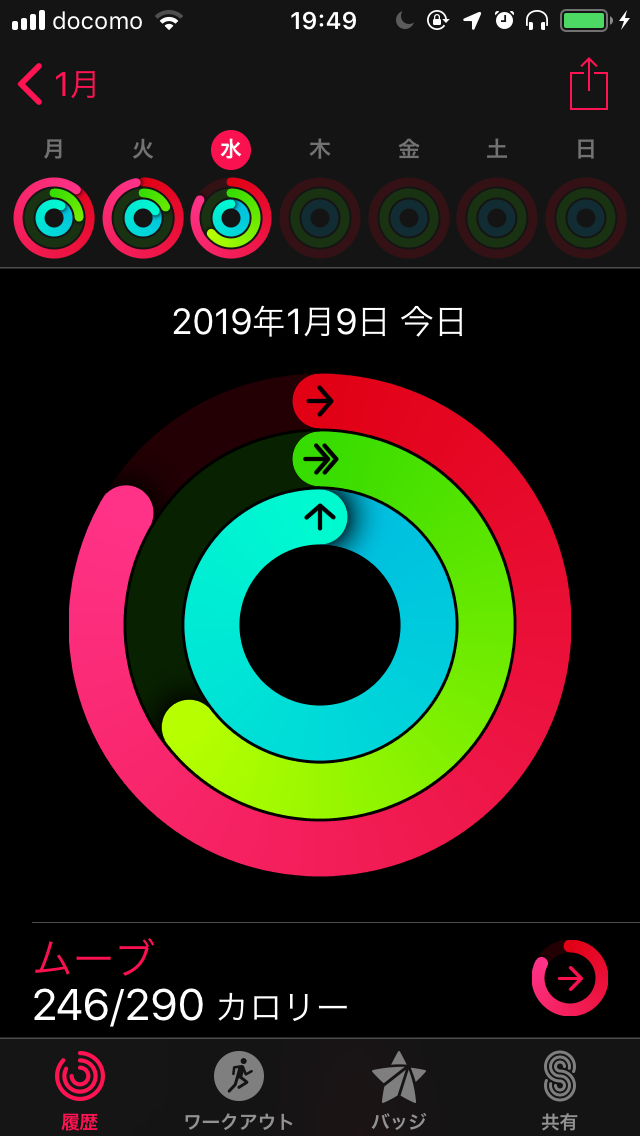 docomo 19:49
1月
月 火 水 木 金 土 日
2019年1月9日 今日
ムーブ
246/290 カロリー
履歴 ワークアウト バッジ 共有